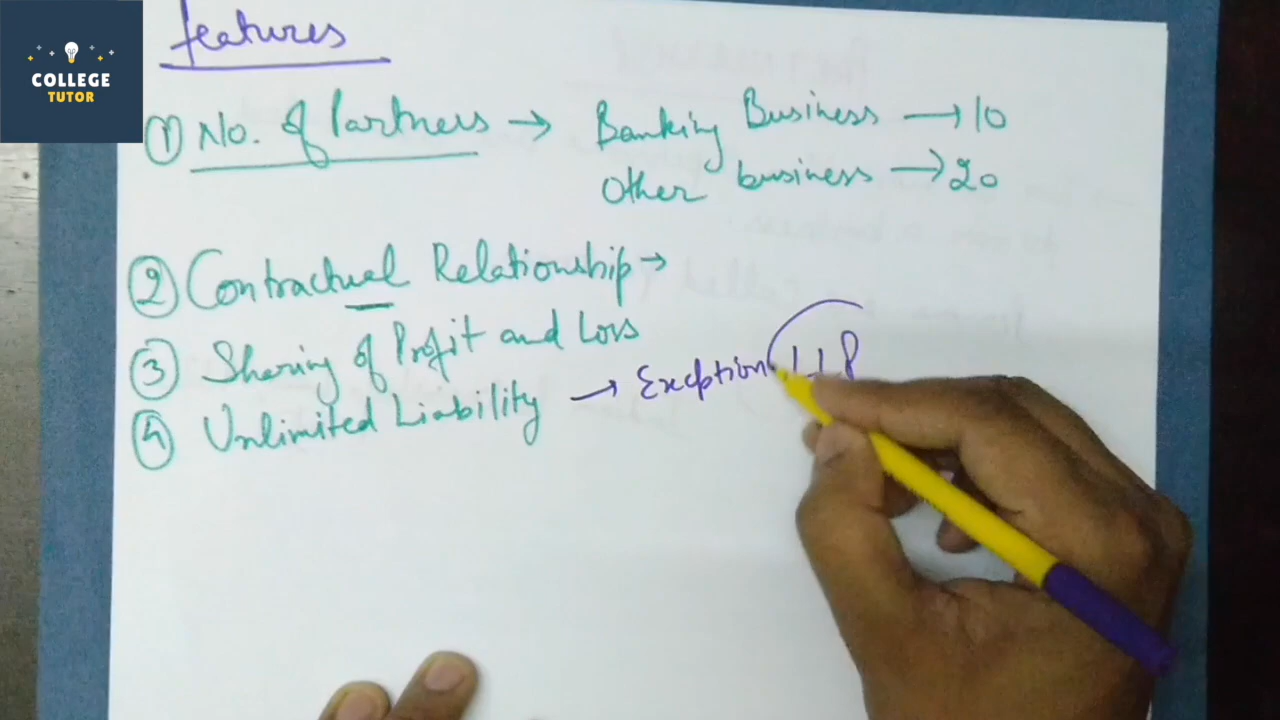 features
COLLEGE
TUTOR
① No. of Partners → Banking Business → 10
Other business → 20
② Contractual Relationship →
③ Sharing of Profit and Loss
④ Unlimited Liability → Exception LLP